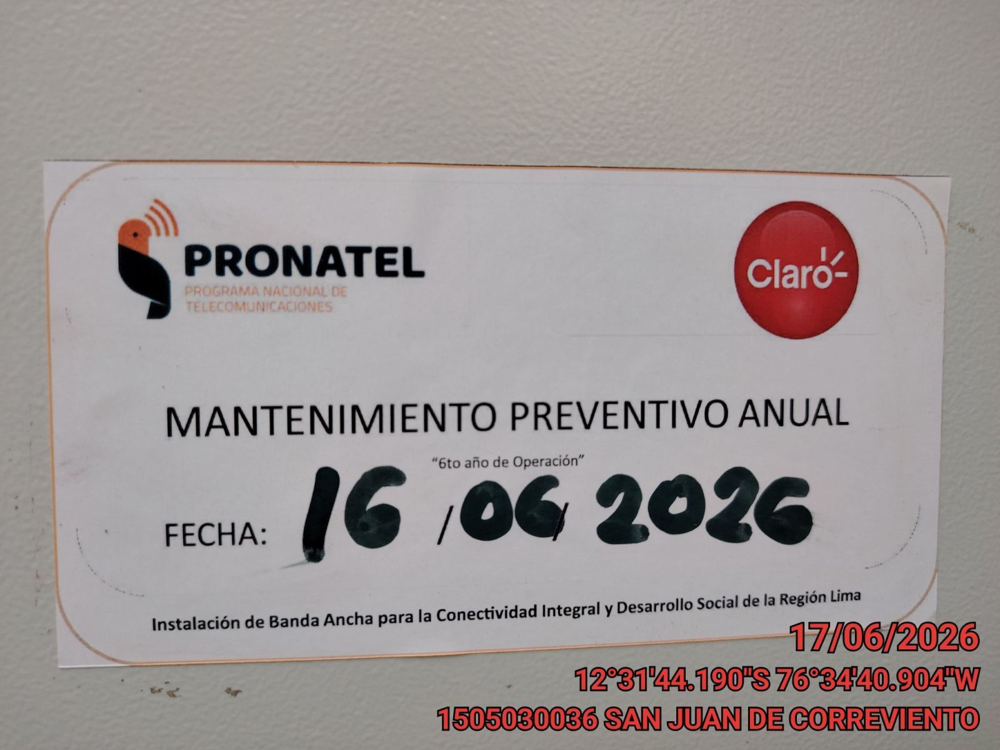 PRONATEL
PROGRAMA NACIONAL DE
TELECOMUNICACIONES
Claro
MANTENIMIENTO PREVENTIVO ANUAL
“6to año de Operación”
FECHA: 16 / 06 / 2026
Instalación de Banda Ancha para la Conectividad Integral y Desarrollo Social de la Región Lima
17/06/2026
12°31'44.190"S 76°34'40.904"W
1505030036 SAN JUAN DE CORREVIENTO